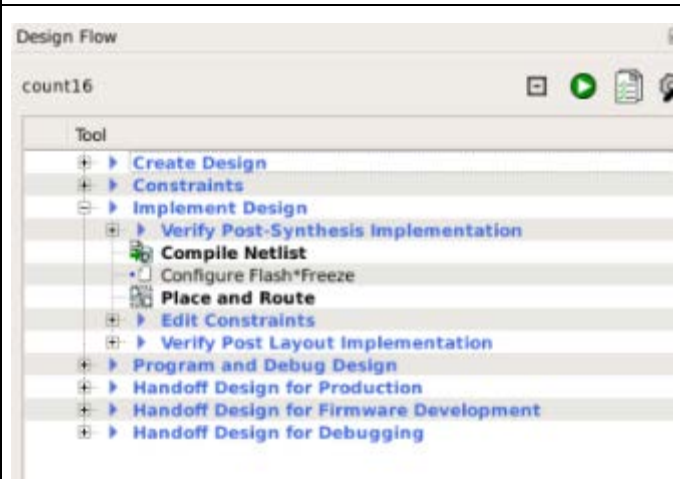 Design Flow
count16
Tool
Create Design
Constraints
Implement Design
Verify Post-Synthesis Implementation
Compile Netlist
Configure Flash*Freeze
Place and Route
Edit Constraints
Verify Post Layout Implementation
Program and Debug Design
Handoff Design for Production
Handoff Design for Firmware Development
Handoff Design for Debugging